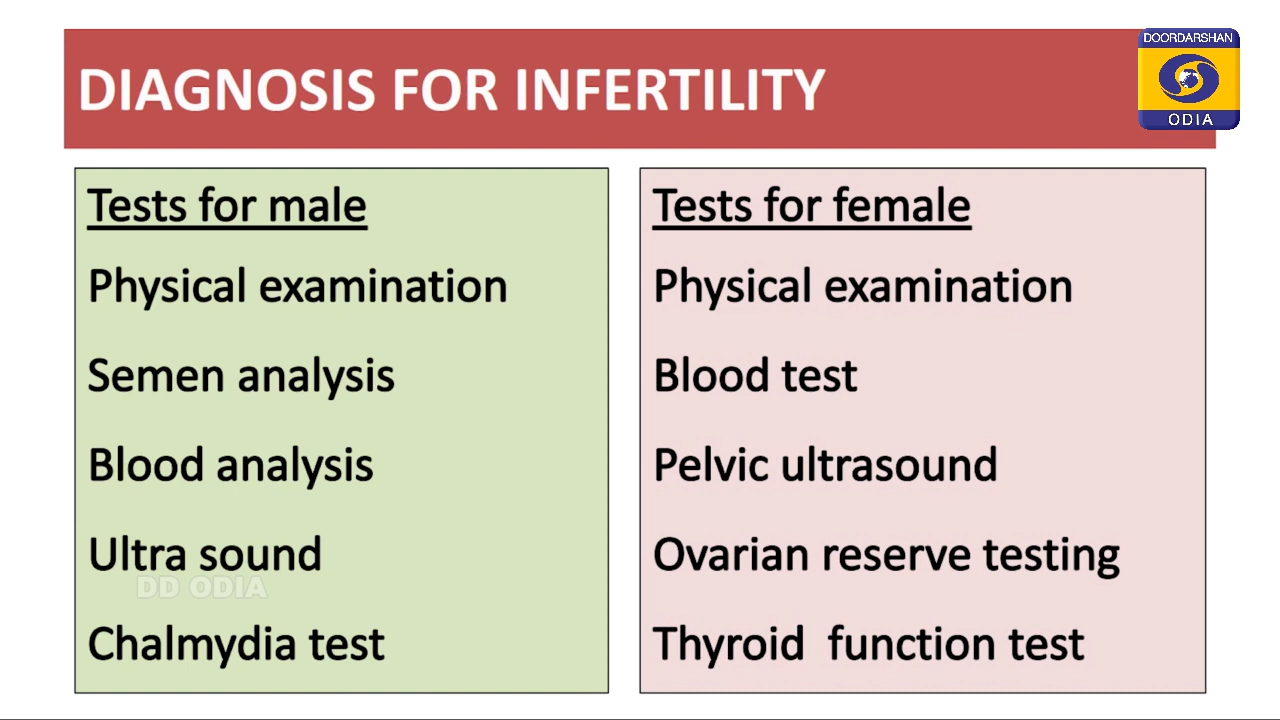 DIAGNOSIS FOR INFERTILITY
DOORDARSHAN
ODIA
Tests for male
Physical examination
Semen analysis
Blood analysis
Ultra sound
DD ODIA
Chalmydia test
Tests for female
Physical examination
Blood test
Pelvic ultrasound
Ovarian reserve testing
Thyroid function test